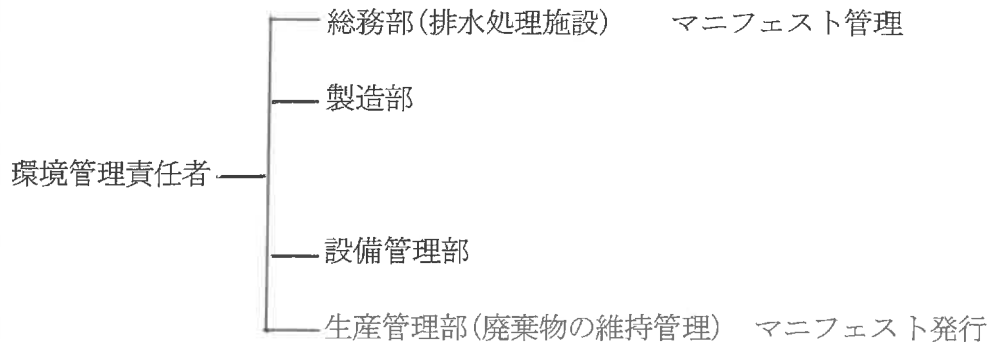 総務部(排水処理施設)　　マニフェスト管理
製造部
環境管理責任者
設備管理部
生産管理部(廃棄物の維持管理)　マニフェスト発行